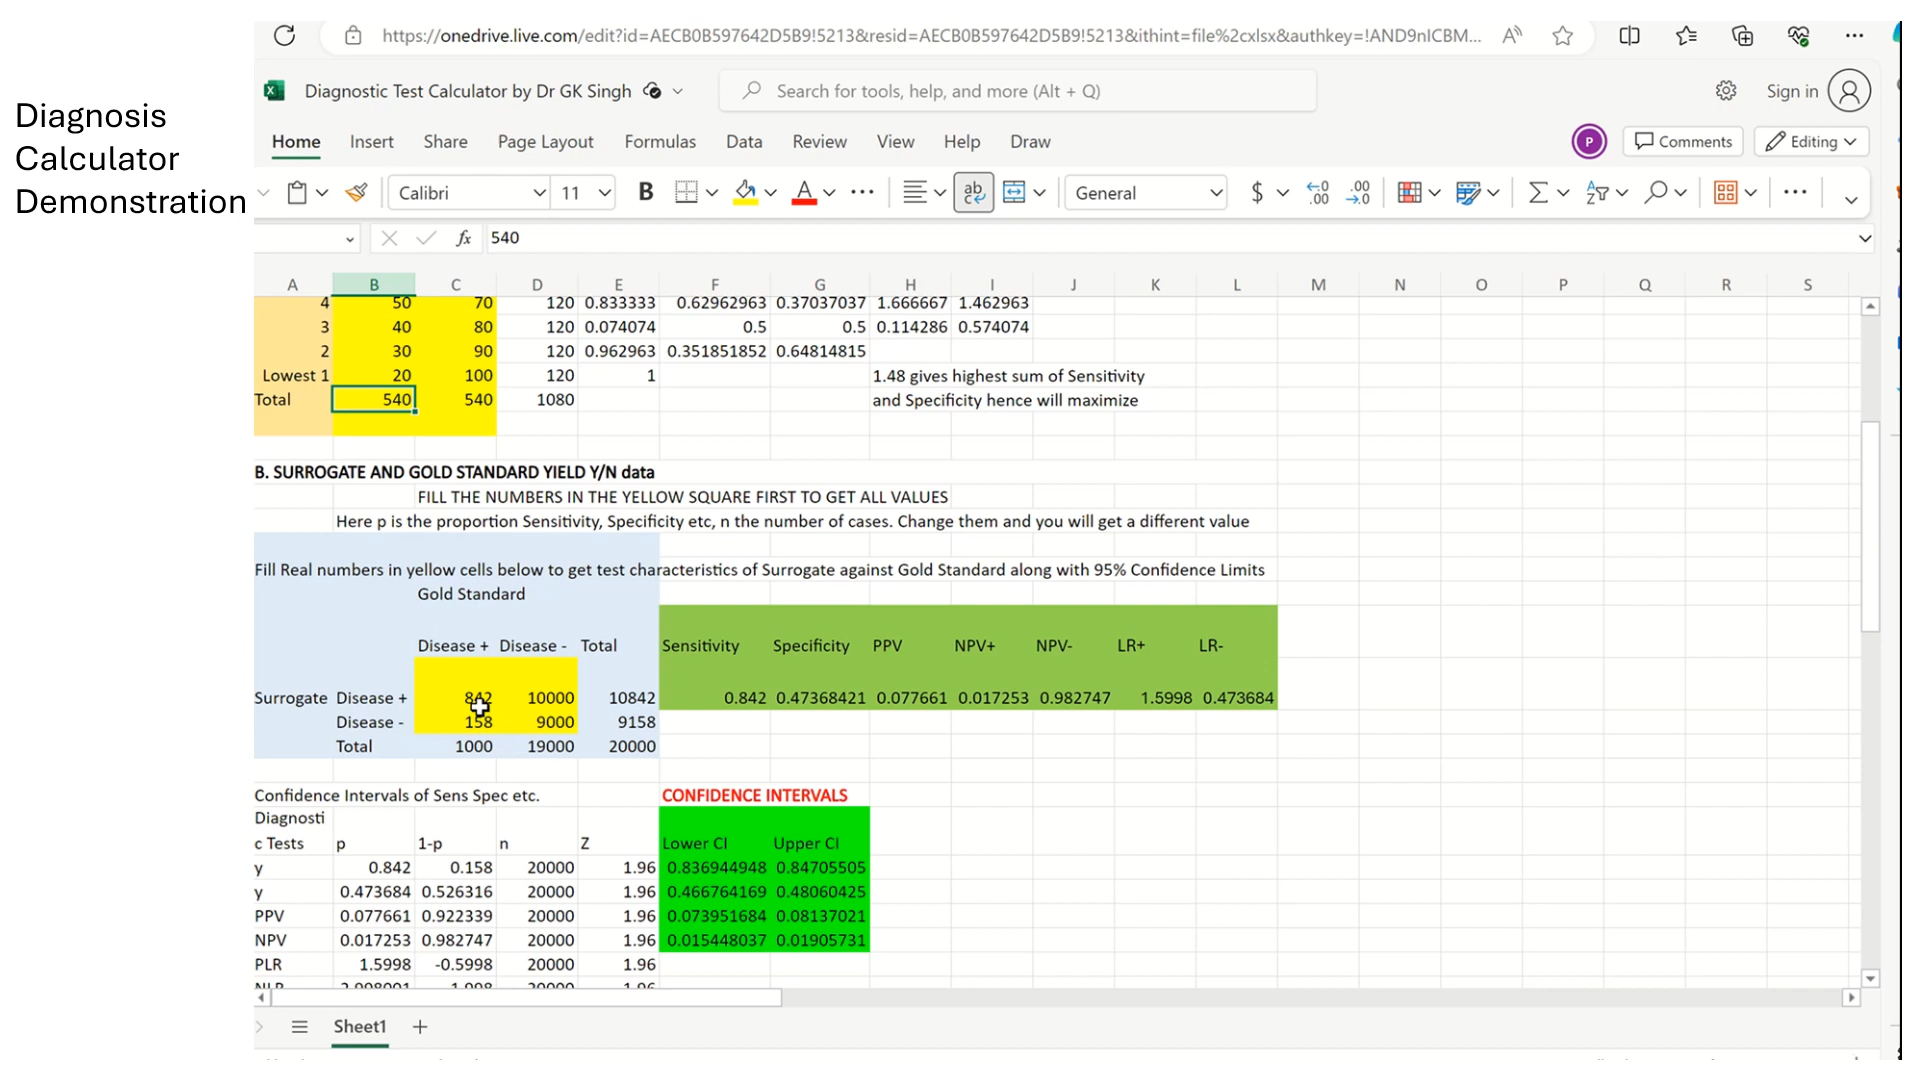 Diagnosis
Calculator
Demonstration
https://onedrive.live.com/edit?id=AECB0B597642D5B9!5213&resid=AECB0B597642D5B9!5213&ithint=file%2cxlsx&authkey=!AND9nICBM...
Diagnostic Test Calculator by Dr GK Singh
Search for tools, help, and more (Alt + Q)
Sign in
Home Insert Share Page Layout Formulas Data Review View Help Draw
P
Comments
Editing
Calibri 11 B A ab General $
fx 540
A B C D E F G H I J K L M N O P Q R S
4 50 70 120 0.833333 0.62962963 0.37037037 1.666667 1.462963
3 40 80 120 0.074074 0.5 0.5 0.114286 0.574074
2 30 90 120 0.962963 0.351851852 0.64814815
Lowest 1 20 100 120 1 1.48 gives highest sum of Sensitivity
Total 540 540 1080 and Specificity hence will maximize
B. SURROGATE AND GOLD STANDARD YIELD Y/N data
FILL THE NUMBERS IN THE YELLOW SQUARE FIRST TO GET ALL VALUES
Here p is the proportion Sensitivity, Specificity etc, n the number of cases. Change them and you will get a different value
Fill Real numbers in yellow cells below to get test characteristics of Surrogate against Gold Standard along with 95% Confidence Limits
Gold Standard
Disease + Disease - Total Sensitivity Specificity PPV NPV+ NPV- LR+ LR-
Surrogate Disease + 842 10000 10842 0.842 0.47368421 0.077661 0.017253 0.982747 1.5998 0.473684
Disease - 158 9000 9158
Total 1000 19000 20000
Confidence Intervals of Sens Spec etc. CONFIDENCE INTERVALS
Diagnosti
c Tests p 1-p n Z Lower CI Upper CI
y 0.842 0.158 20000 1.96 0.836944948 0.84705505
y 0.473684 0.526316 20000 1.96 0.466764169 0.48060425
PPV 0.077661 0.922339 20000 1.96 0.073951684 0.08137021
NPV 0.017253 0.982747 20000 1.96 0.015448037 0.01905731
PLR 1.5998 -0.5998 20000 1.96
Sheet1